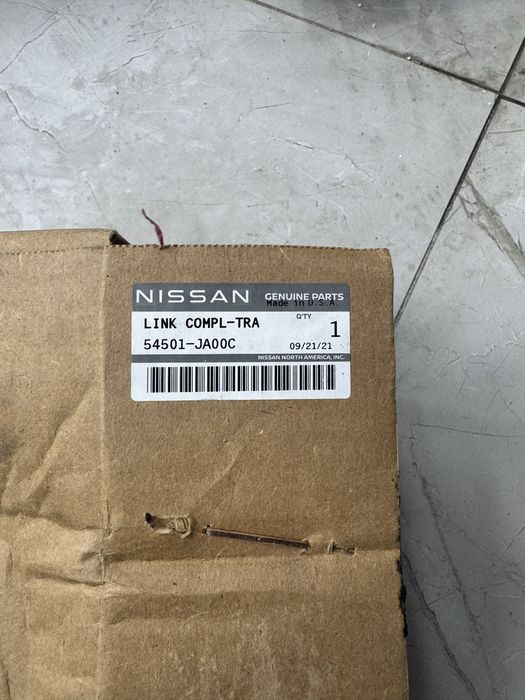 NISSAN GENUINE PARTS
Made in U.S.A.
LINK COMPL-TRA Q'TY 1
54501-JA00C 09/21/21
NISSAN NORTH AMERICA, INC.